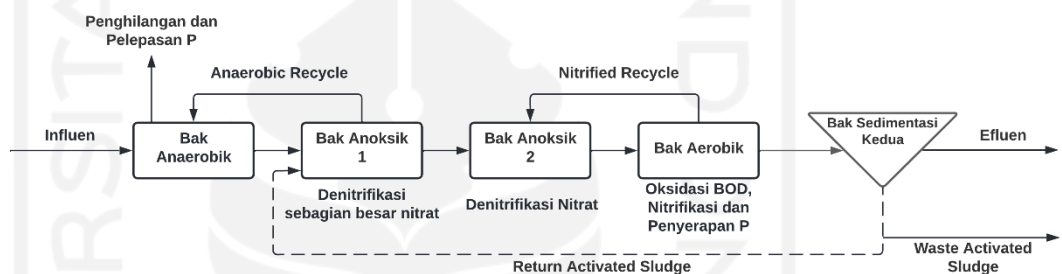 Penghilangan dan
Pelepasan P
Anaerobic Recycle
Nitrified Recycle
Influen
Bak
Anaerobik
Bak Anoksik
1
Bak Anoksik
2
Bak Aerobik
Bak Sedimentasi
Kedua
Efluen
Denitrifikasi
sebagian besar nitrat
Denitrifikasi Nitrat
Oksidasi BOD,
Nitrifikasi dan
Penyerapan P
Return Activated Sludge
Waste Activated
Sludge